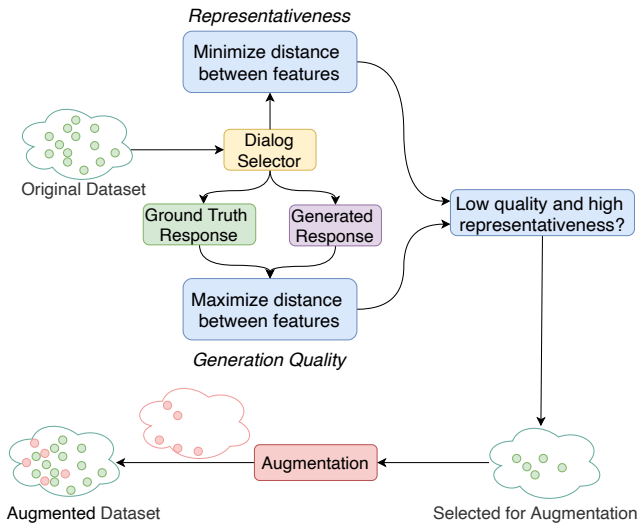 Representativeness
Minimize distance
between features
Original Dataset
Dialog
Selector
Ground Truth
Response
Generated
Response
Low quality and high
representativeness?
Maximize distance
between features
Generation Quality
Augmentation
Augmented Dataset
Selected for Augmentation